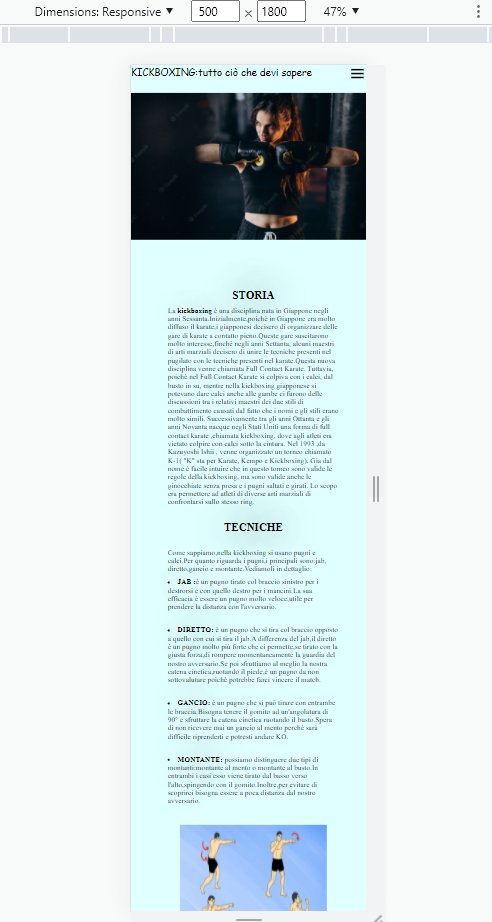 Dimensions: Responsive ▼ 500 × 1800 47% ▼
KICKBOXING:tutto ciò che devi sapere
STORIA
La kickboxing è una disciplina nata in Giappone negli
anni Sessanta.Inizialmente,poichè in Giappone era molto
diffuso il karate,i giapponesi decisero di organizzare delle
gare di karate a contatto pieno.Queste gare suscitarono
molto interesse,finchè negli anni Settanta, alcuni maestri
di arti marziali decisero di unire le tecniche presenti nel
pugilato con le tecniche presenti nel karate. Questa nuova
disciplina venne chiamata Full Contact Karate. Tuttavia,
poichè nel Full Contact Karate si colpiva con i calci, dal
busto in su, mentre nella kickboxing giapponese si
potevano dare calci anche alle gambe ci furono delle
discussioni tra i relativi maestri dei due stili di
combattimento causati dal fatto che i nomi e gli stili erano
molto simili. Successivamente tra gli anni Ottanta e gli
anni Novanta nacque negli Stati Uniti una forma di full
contact karate ,chiamata kickboxing, dove agli atleti era
vietato colpire con calci sotto la cintura. Nel 1993 ,da
Kazuyoshi Ishii , venne organizzato un torneo chiamato
K-1( "K" sta per Karate, Kempo e Kickboxing). Gia dal
nome è facile intuire che in questo torneo sono valide le
regole della kickboxing, ma sono valide anche le
ginocchiate senza presa e i pugni saltati e girati. Lo scopo
era permettere ad atleti di diverse arti marziali di
confrontarsi sullo stesso ring.
TECNICHE
Come sappiamo,nella kickboxing si usano pugni e
calci.Per quanto riguarda i pugni,i principali sono:jab,
diretto,gancio e montante.Vediamoli in dettaglio:
• JAB :è un pugno tirato col braccio sinistro per i
destrorsi e con quello destro per i mancini.La sua
efficacia è essere un pugno molto veloce,utile per
prendere la distanza con l'avversario.
• DIRETTO: è un pugno che si tira col braccio opposto
a quello con cui si tira il jab.A differenza del jab,il diretto
è un pugno molto più forte che ci permette,se tirato con la
giusta forza,di rompere momentaneamente la guardia del
nostro avversario.Se poi sfruttiamo al meglio la nostra
catena cinetica,ruotando il piede,è un pugno da non
sottovalutare poichè potrebbe farci vincere il match.
• GANCIO: è un pugno che si può tirare con entrambe
le braccia.Bisogna tenere il gomito ad un'angolatura di
90° e sfruttare la catena cinetica ruotando il busto.Spera
di non ricevere mai un gancio al mento perchè sarà
difficile riprenderti e potresti andare KO.
• MONTANTE: possiamo distinguere due tipi di
montanti:montante al mento o montante al busto.In
entrambi i casi esso viene tirato dal basso verso
l'alto,spingendo con il gomito.Inoltre,per evitare di
scoprirci bisogna essere a poca distanza dal nostro
avversario.